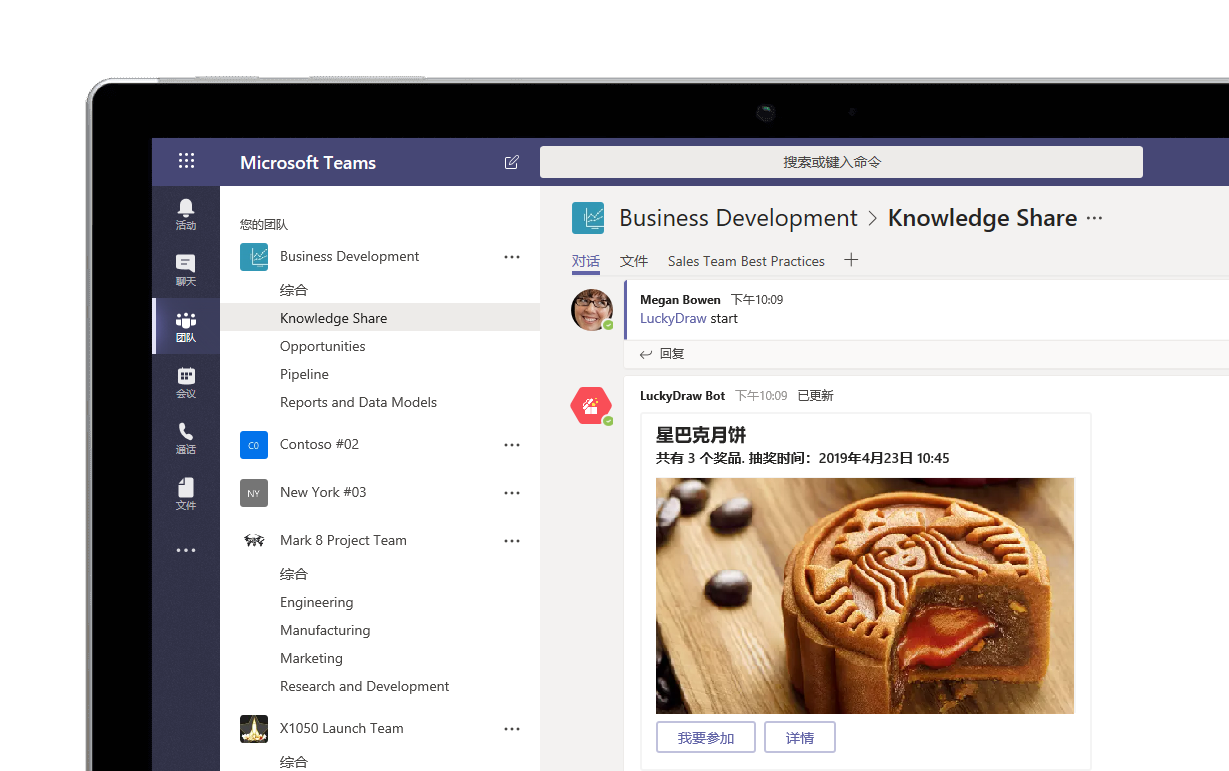 Microsoft Teams
搜索或键入命令
活动
聊天
团队
会议
通话
文件
您的团队
Business Development
综合
Knowledge Share
Opportunities
Pipeline
Reports and Data Models
C0
Contoso #02
NY
New York #03
Mark 8 Project Team
综合
Engineering
Manufacturing
Marketing
Research and Development
X1050 Launch Team
综合
Business Development > Knowledge Share
对话 文件 Sales Team Best Practices
Megan Bowen 下午10:09
LuckyDraw start
回复
LuckyDraw Bot 下午10:09 已更新
星巴克月饼
共有 3 个奖品. 抽奖时间：2019年4月23日 10:45
我要参加 详情